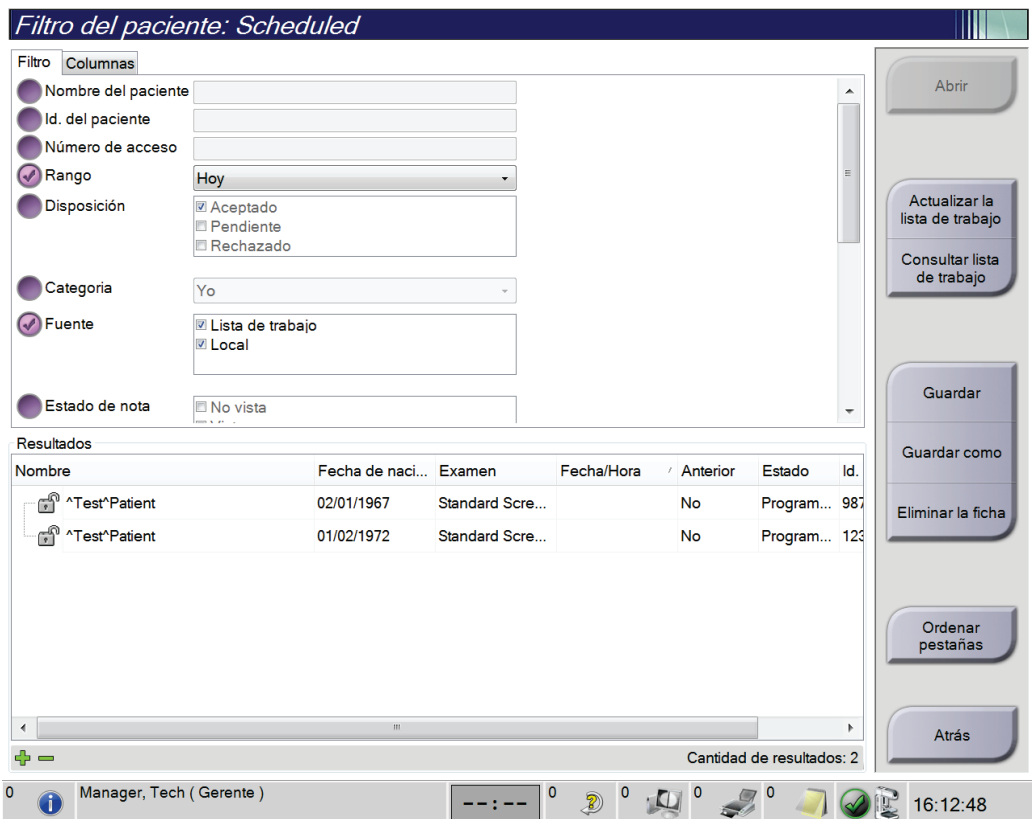 Filtro del paciente: Scheduled
Filtro Columnas
Nombre del paciente
Id. del paciente
Número de acceso
Rango Hoy
Disposición Aceptado
Pendiente
Rechazado
Categoria Yo
Fuente Lista de trabajo
Local
Estado de nota No vista
Abrir
Actualizar la
lista de trabajo
Consultar lista
de trabajo
Guardar
Guardar como
Eliminar la ficha
Ordenar
pestañas
Atrás
Resultados
Nombre Fecha de naci... Examen Fecha/Hora Anterior Estado Id.
^Test^Patient 02/01/1967 Standard Scre... No Program... 987
^Test^Patient 01/02/1972 Standard Scre... No Program... 123
Cantidad de resultados: 2
0 Manager, Tech ( Gerente ) --:-- 0 0 0 0 16:12:48